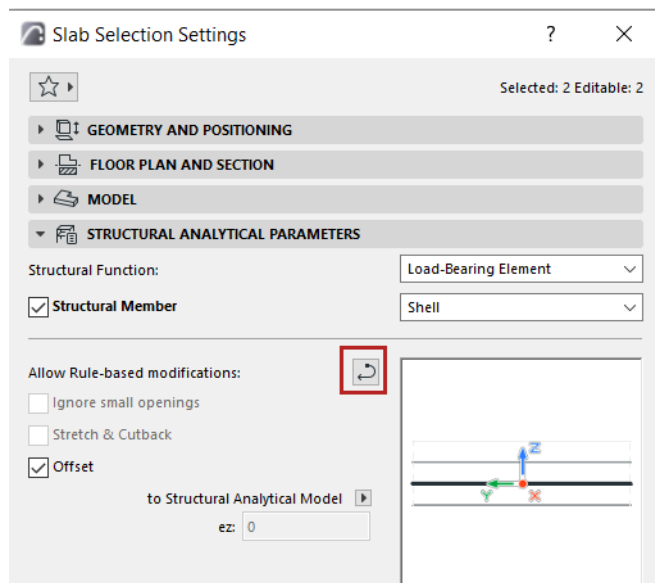 Slab Selection Settings ?
Selected: 2 Editable: 2
GEOMETRY AND POSITIONING
FLOOR PLAN AND SECTION
MODEL
STRUCTURAL ANALYTICAL PARAMETERS
Structural Function: Load-Bearing Element
Structural Member Shell
Allow Rule-based modifications:
Ignore small openings
Stretch & Cutback
Offset
to Structural Analytical Model
ez: 0
Z
Y X